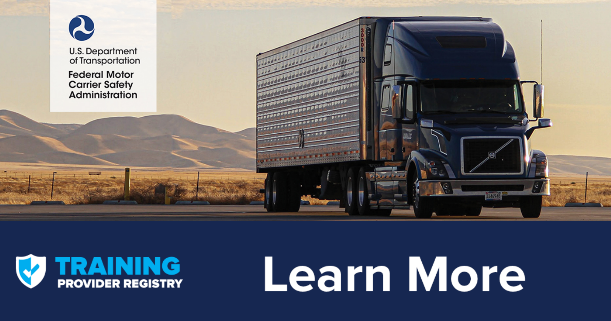 U.S. Department
of Transportation
Federal Motor
Carrier Safety
Administration
TRAINING
PROVIDER REGISTRY
Learn More